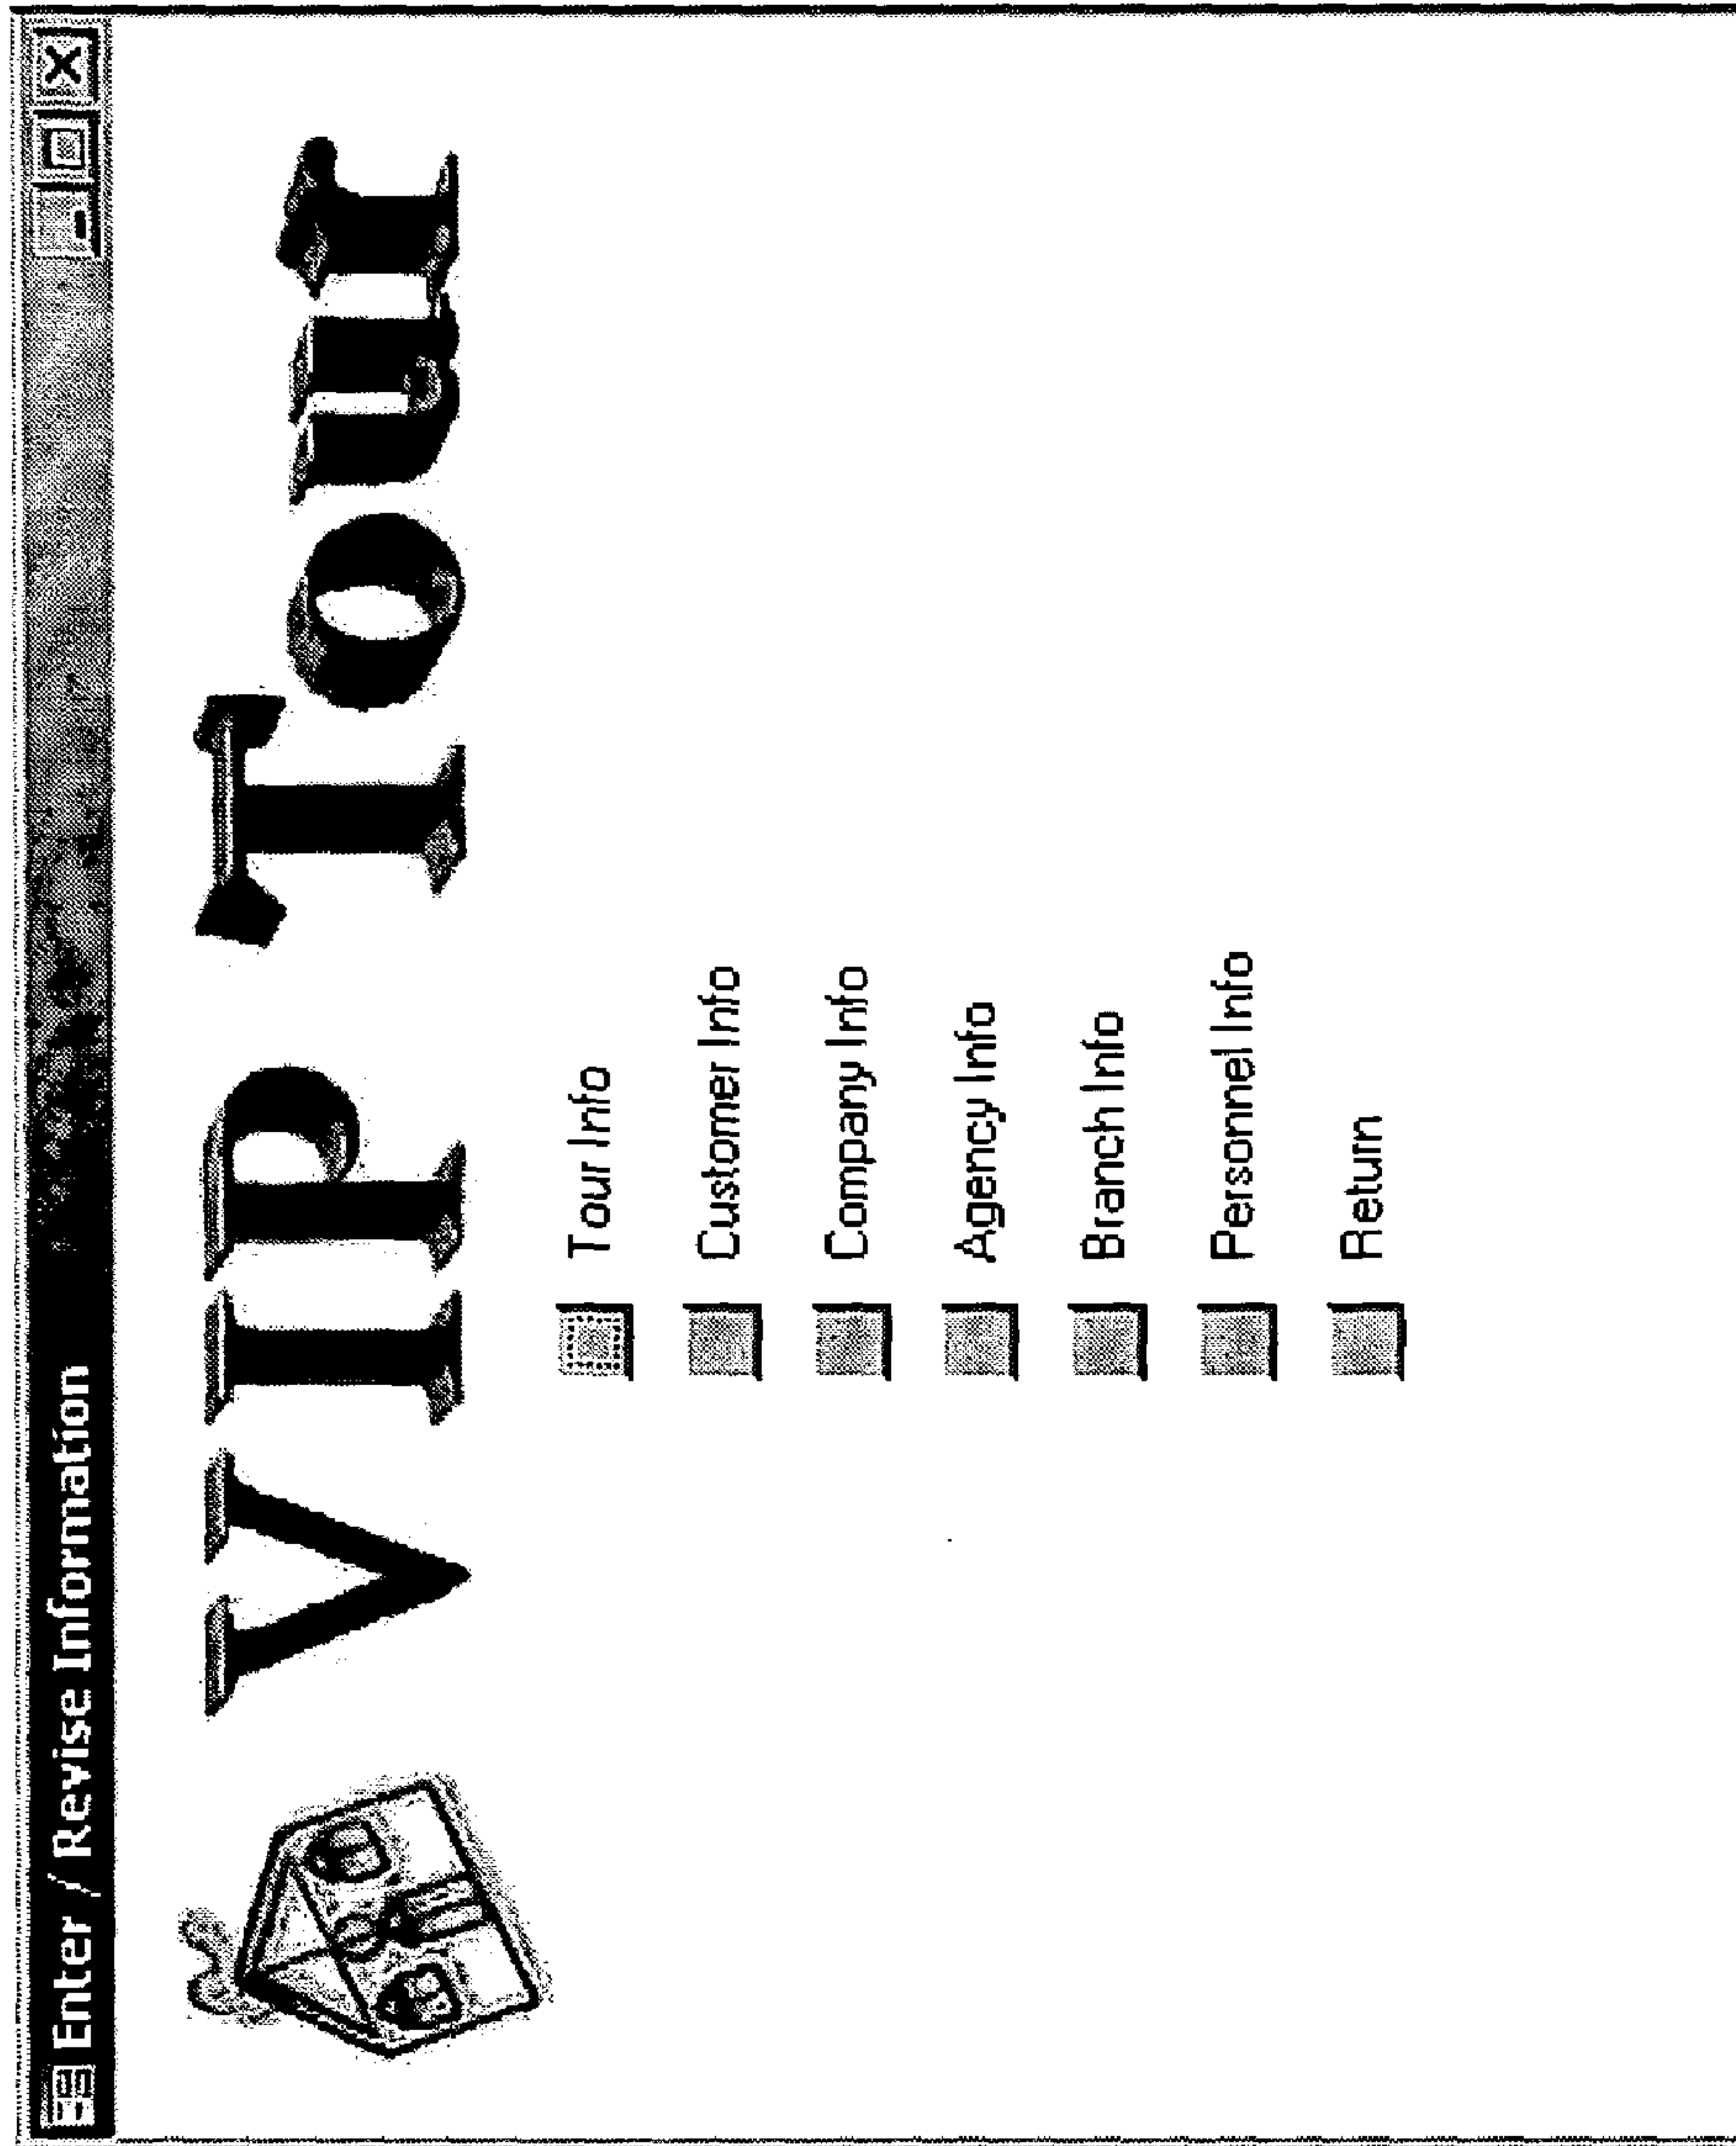 Enter / Revise Information
VIP Tour
Tour Info
Customer Info
Company Info
Agency Info
Branch Info
Personnel Info
Return